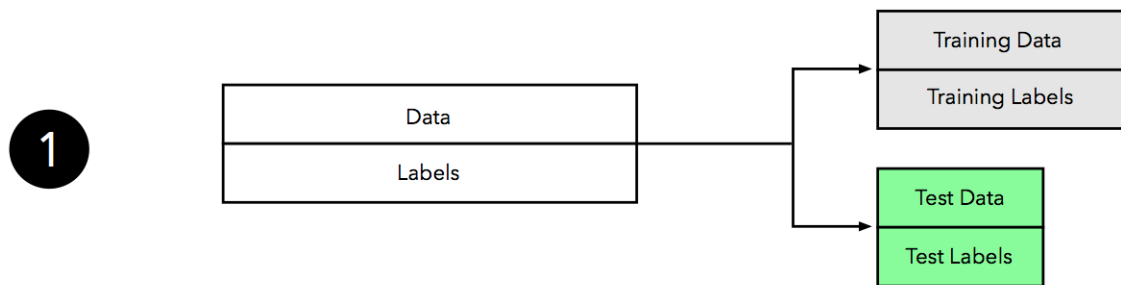 1
Data
Labels
Training Data
Training Labels
Test Data
Test Labels